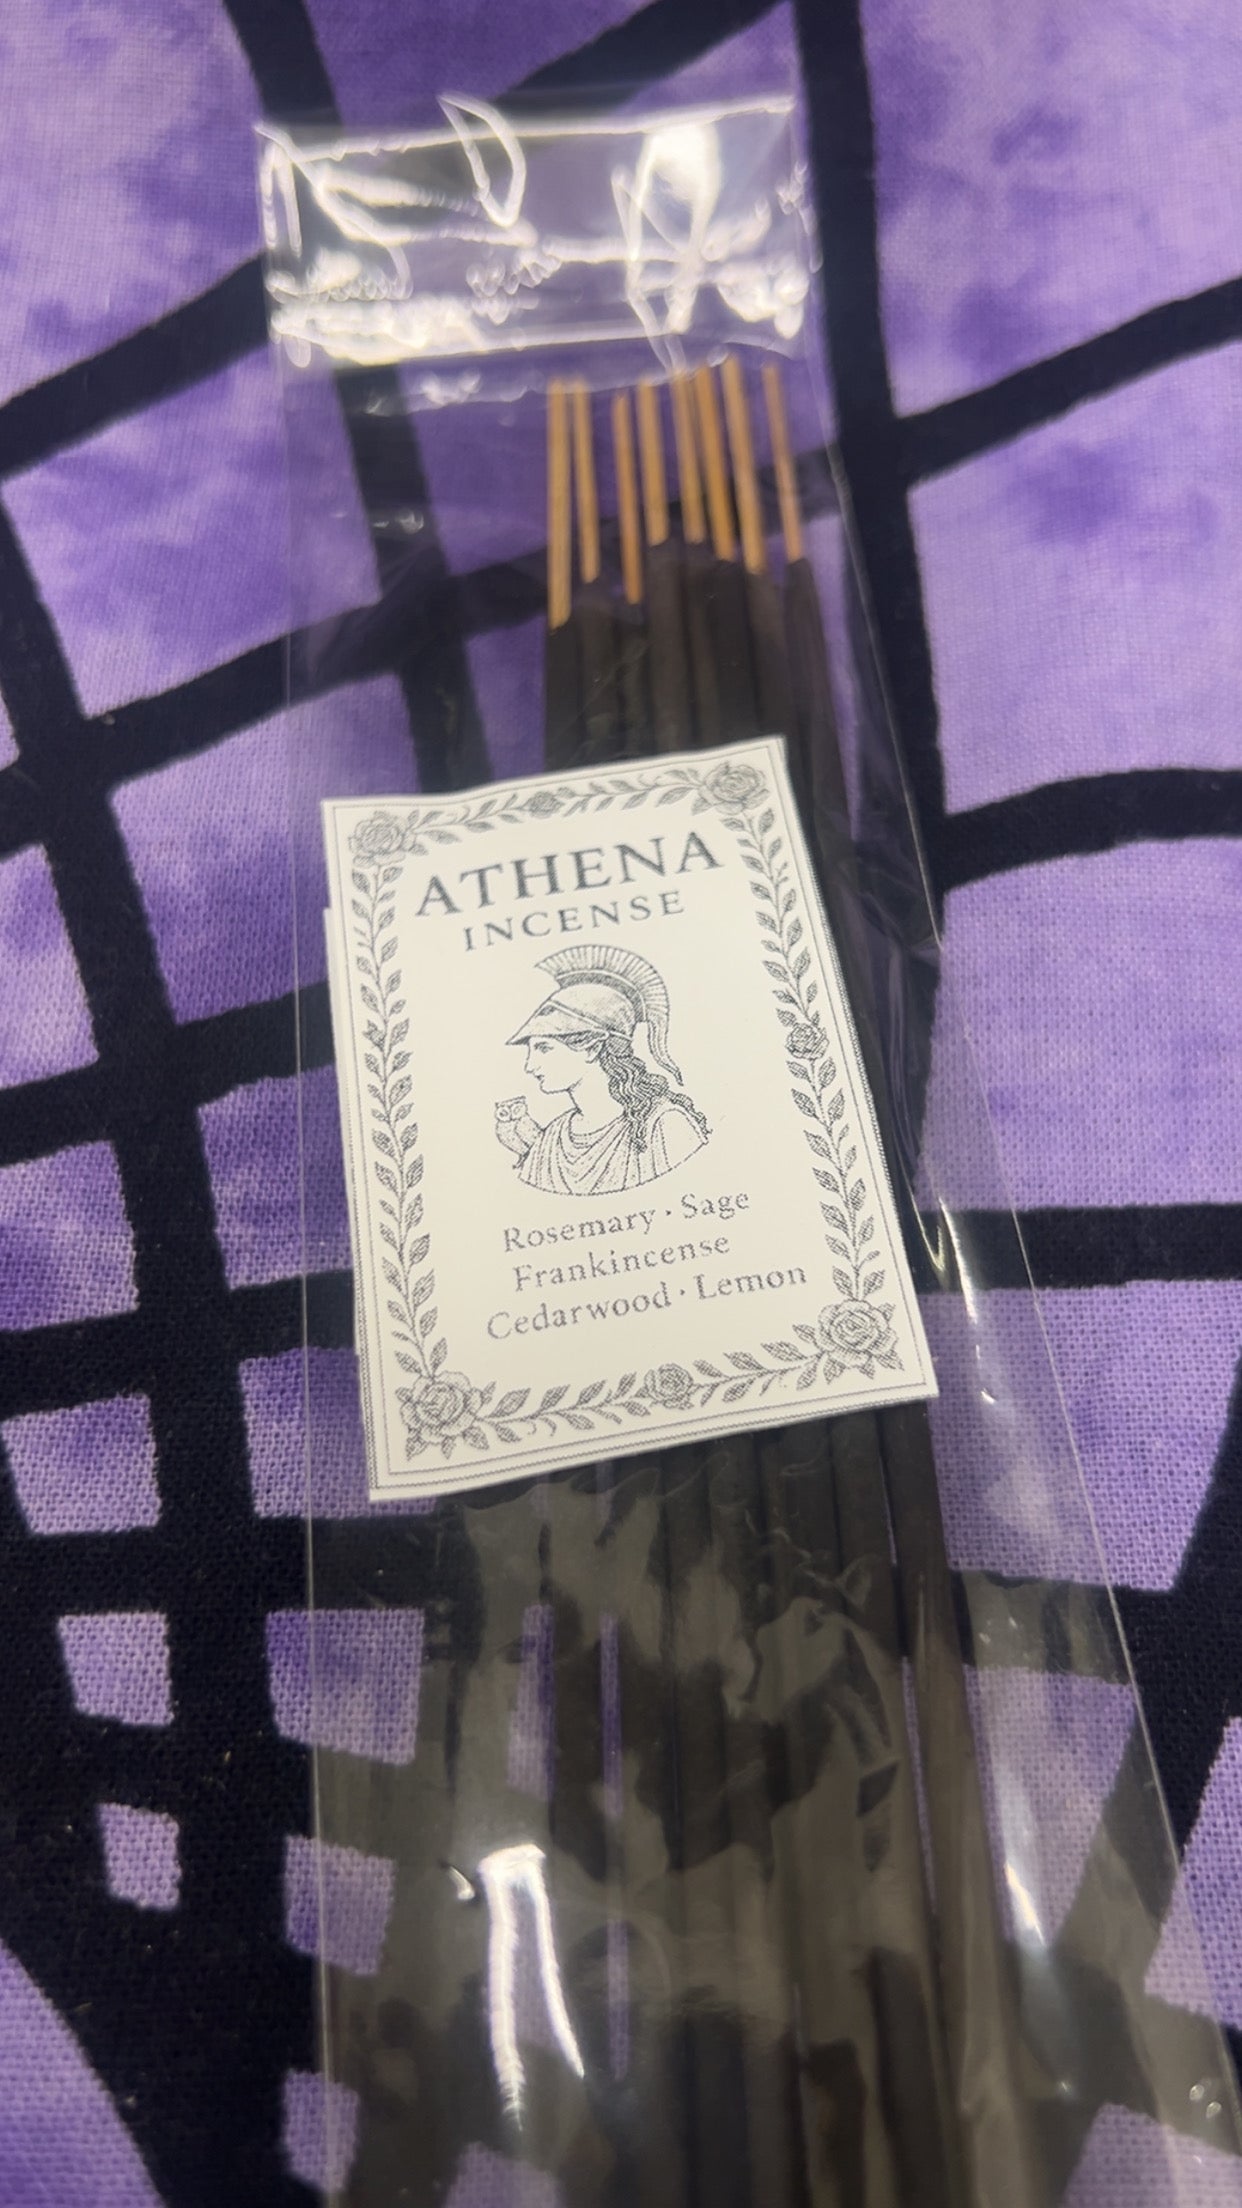 ATHENA
INCENSE
Rosemary · Sage
Frankincense
Cedarwood · Lemon